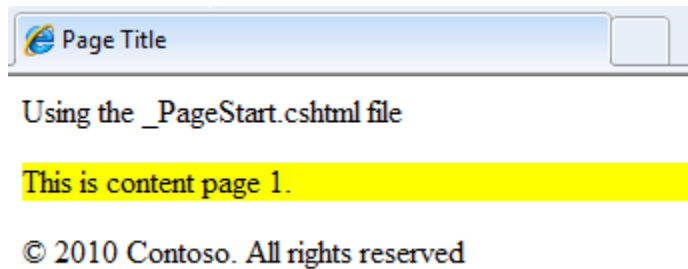 Page Title
Using the _PageStart.cshtml file
This is content page 1.
© 2010 Contoso. All rights reserved